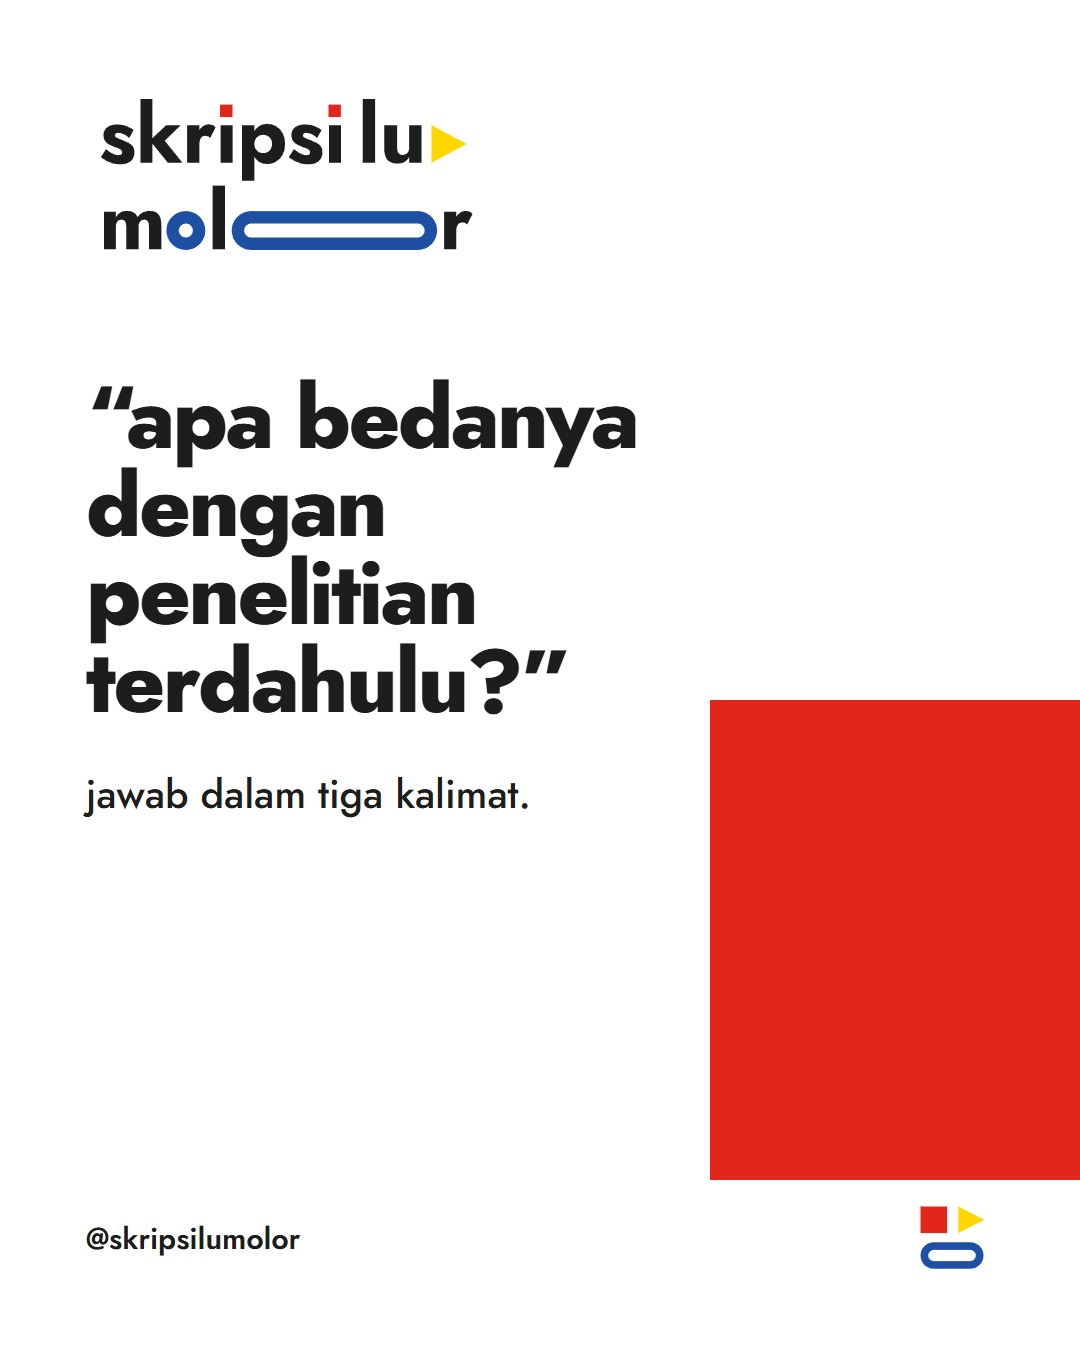 skripsi lu
molor
“apa bedanya
dengan
penelitian
terdahulu?”
jawab dalam tiga kalimat.
@skripsilumolor